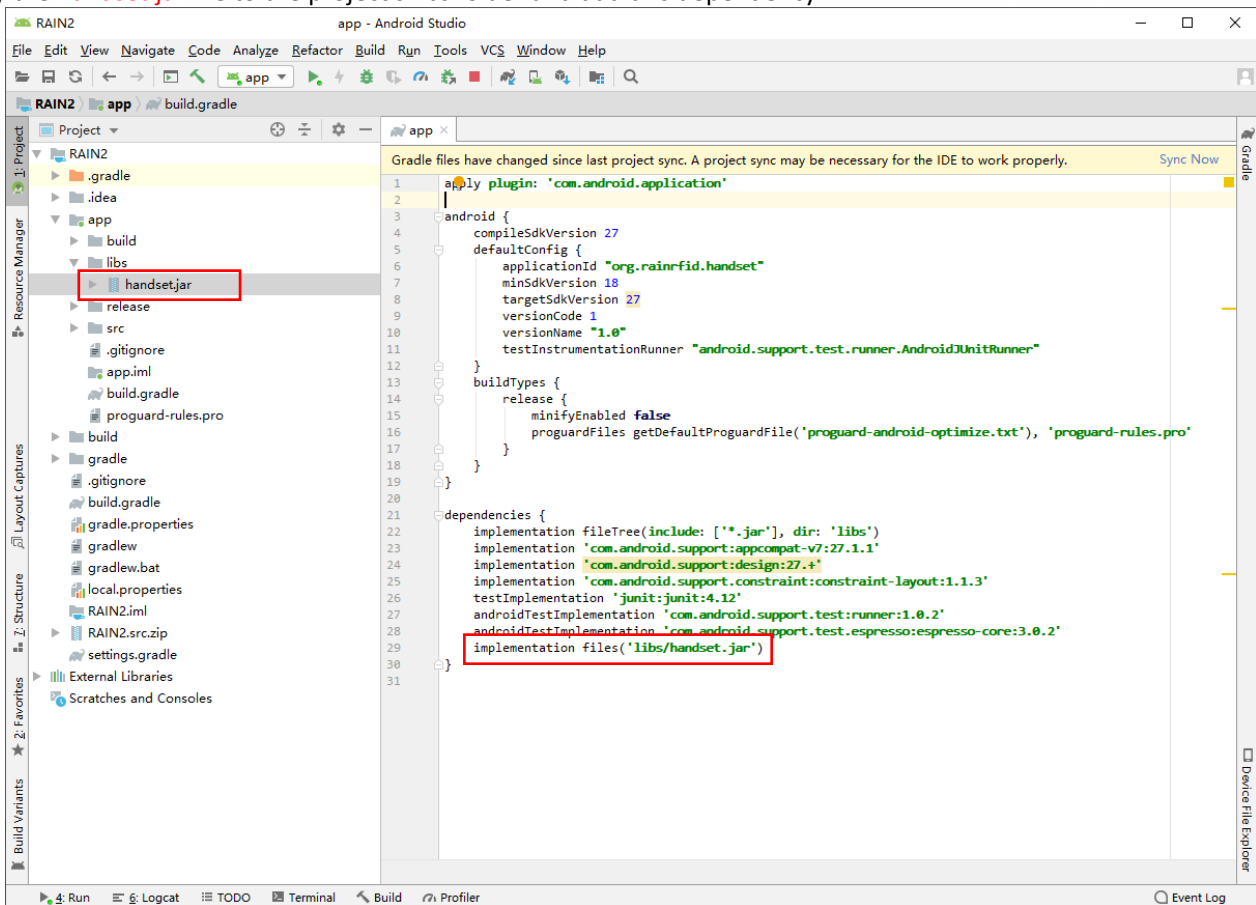 RAIN2 app - Android Studio
File Edit View Navigate Code Analyze Refactor Build Run Tools VCS Window Help
app
RAIN2 app build.gradle
Project
app
RAIN2
.gradle
.idea
app
build
libs
handset.jar
release
src
.gitignore
app.iml
build.gradle
proguard-rules.pro
build
gradle
.gitignore
build.gradle
gradle.properties
gradlew
gradlew.bat
local.properties
RAIN2.iml
RAIN2.src.zip
settings.gradle
External Libraries
Scratches and Consoles
Gradle files have changed since last project sync. A project sync may be necessary for the IDE to work properly. Sync Now
1 apply plugin: 'com.android.application'
2
3 android {
4 compileSdkVersion 27
5 defaultConfig {
6 applicationId "org.rainrfid.handset"
7 minSdkVersion 18
8 targetSdkVersion 27
9 versionCode 1
10 versionName "1.0"
11 testInstrumentationRunner "android.support.test.runner.AndroidJUnitRunner"
12 }
13 buildTypes {
14 release {
15 minifyEnabled false
16 proguardFiles getDefaultProguardFile('proguard-android-optimize.txt'), 'proguard-rules.pro'
17 }
18 }
19 }
20
21 dependencies {
22 implementation fileTree(include: ['*.jar'], dir: 'libs')
23 implementation 'com.android.support:appcompat-v7:27.1.1'
24 implementation 'com.android.support:design:27.+'
25 implementation 'com.android.support.constraint:constraint-layout:1.1.3'
26 testImplementation 'junit:junit:4.12'
27 androidTestImplementation 'com.android.support.test:runner:1.0.2'
28 androidTestImplementation 'com.android.support.test.espresso:espresso-core:3.0.2'
29 implementation files('libs/handset.jar')
30 }
31
1: Project
Resource Manager
Layout Captures
7: Structure
2: Favorites
Build Variants
Gradle
Device File Explorer
4: Run 6: Logcat TODO Terminal Build Profiler Event Log